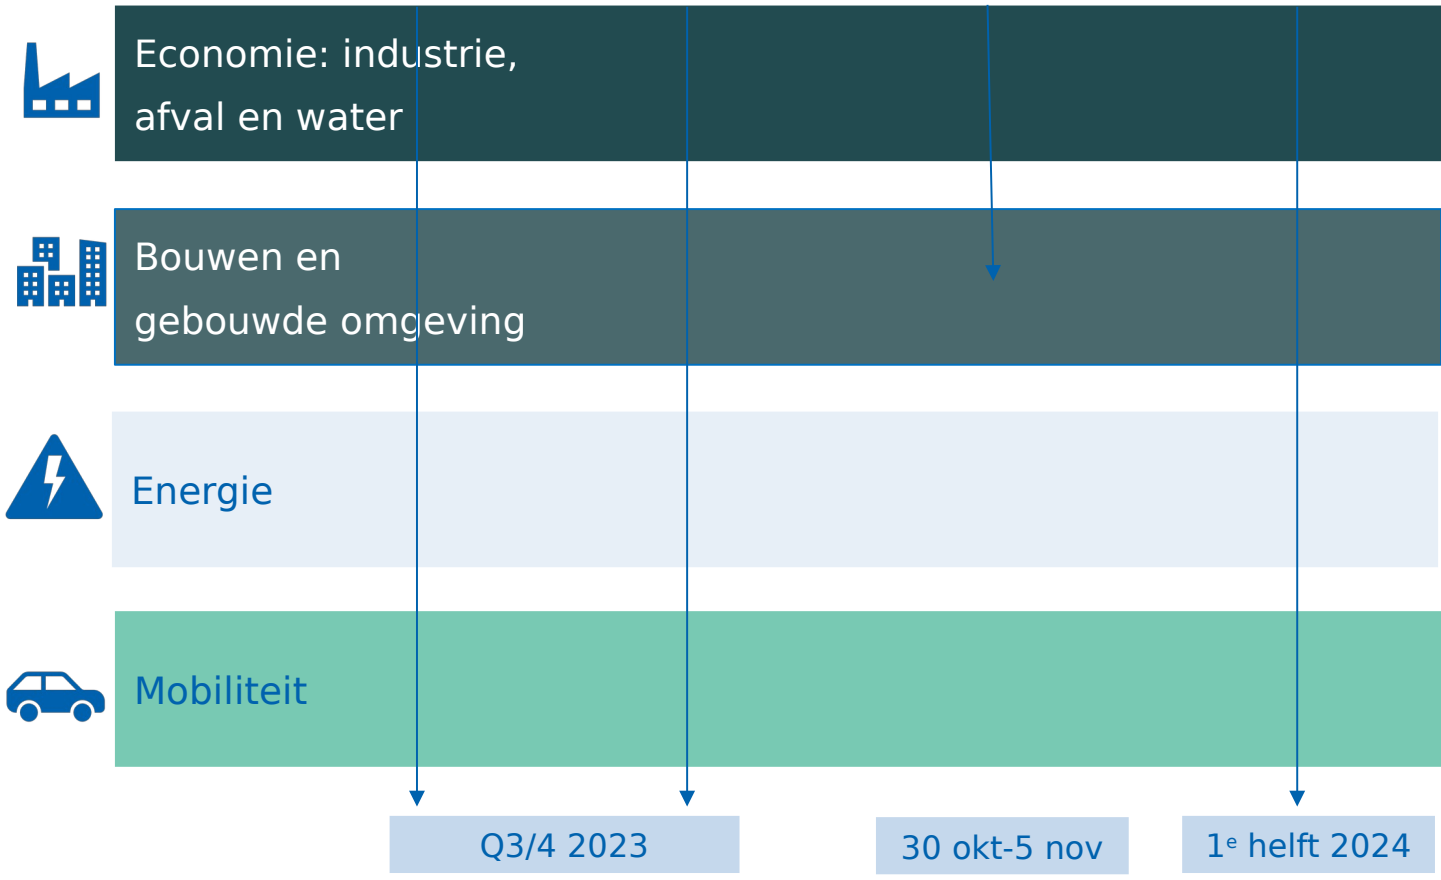 Economie: industrie,
afval en water
Bouwen en
gebouwde omgeving
Energie
Mobiliteit
Q3/4 2023
30 okt-5 nov
1e helft 2024